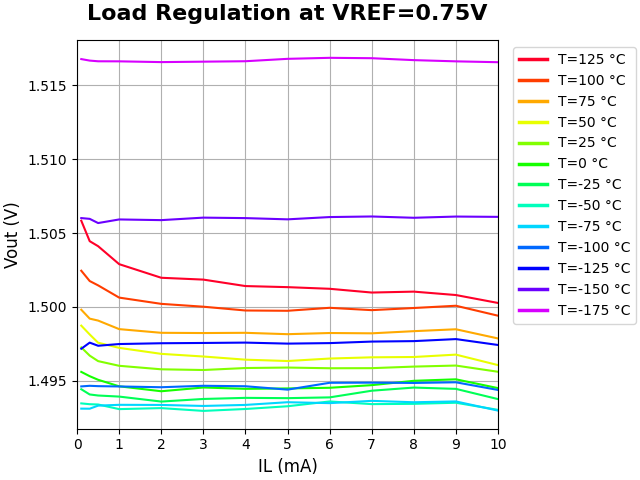 Load Regulation at VREF=0.75V
Vout (V)
1.515
1.510
1.505
1.500
1.495
0 1 2 3 4 5 6 7 8 9 10
IL (mA)
T=125 °C
T=100 °C
T=75 °C
T=50 °C
T=25 °C
T=0 °C
T=-25 °C
T=-50 °C
T=-75 °C
T=-100 °C
T=-125 °C
T=-150 °C
T=-175 °C